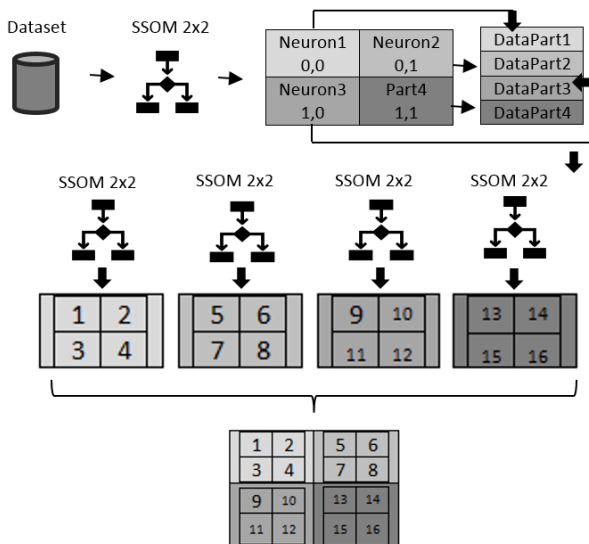 Dataset
SSOM 2x2
Neuron1
0,0
Neuron2
0,1
Neuron3
1,0
Part4
1,1
DataPart1
DataPart2
DataPart3
DataPart4
SSOM 2x2
SSOM 2x2
SSOM 2x2
SSOM 2x2
1 2
3 4
5 6
7 8
9 10
11 12
13 14
15 16
1 2
3 4
5 6
7 8
9 10
11 12
13 14
15 16